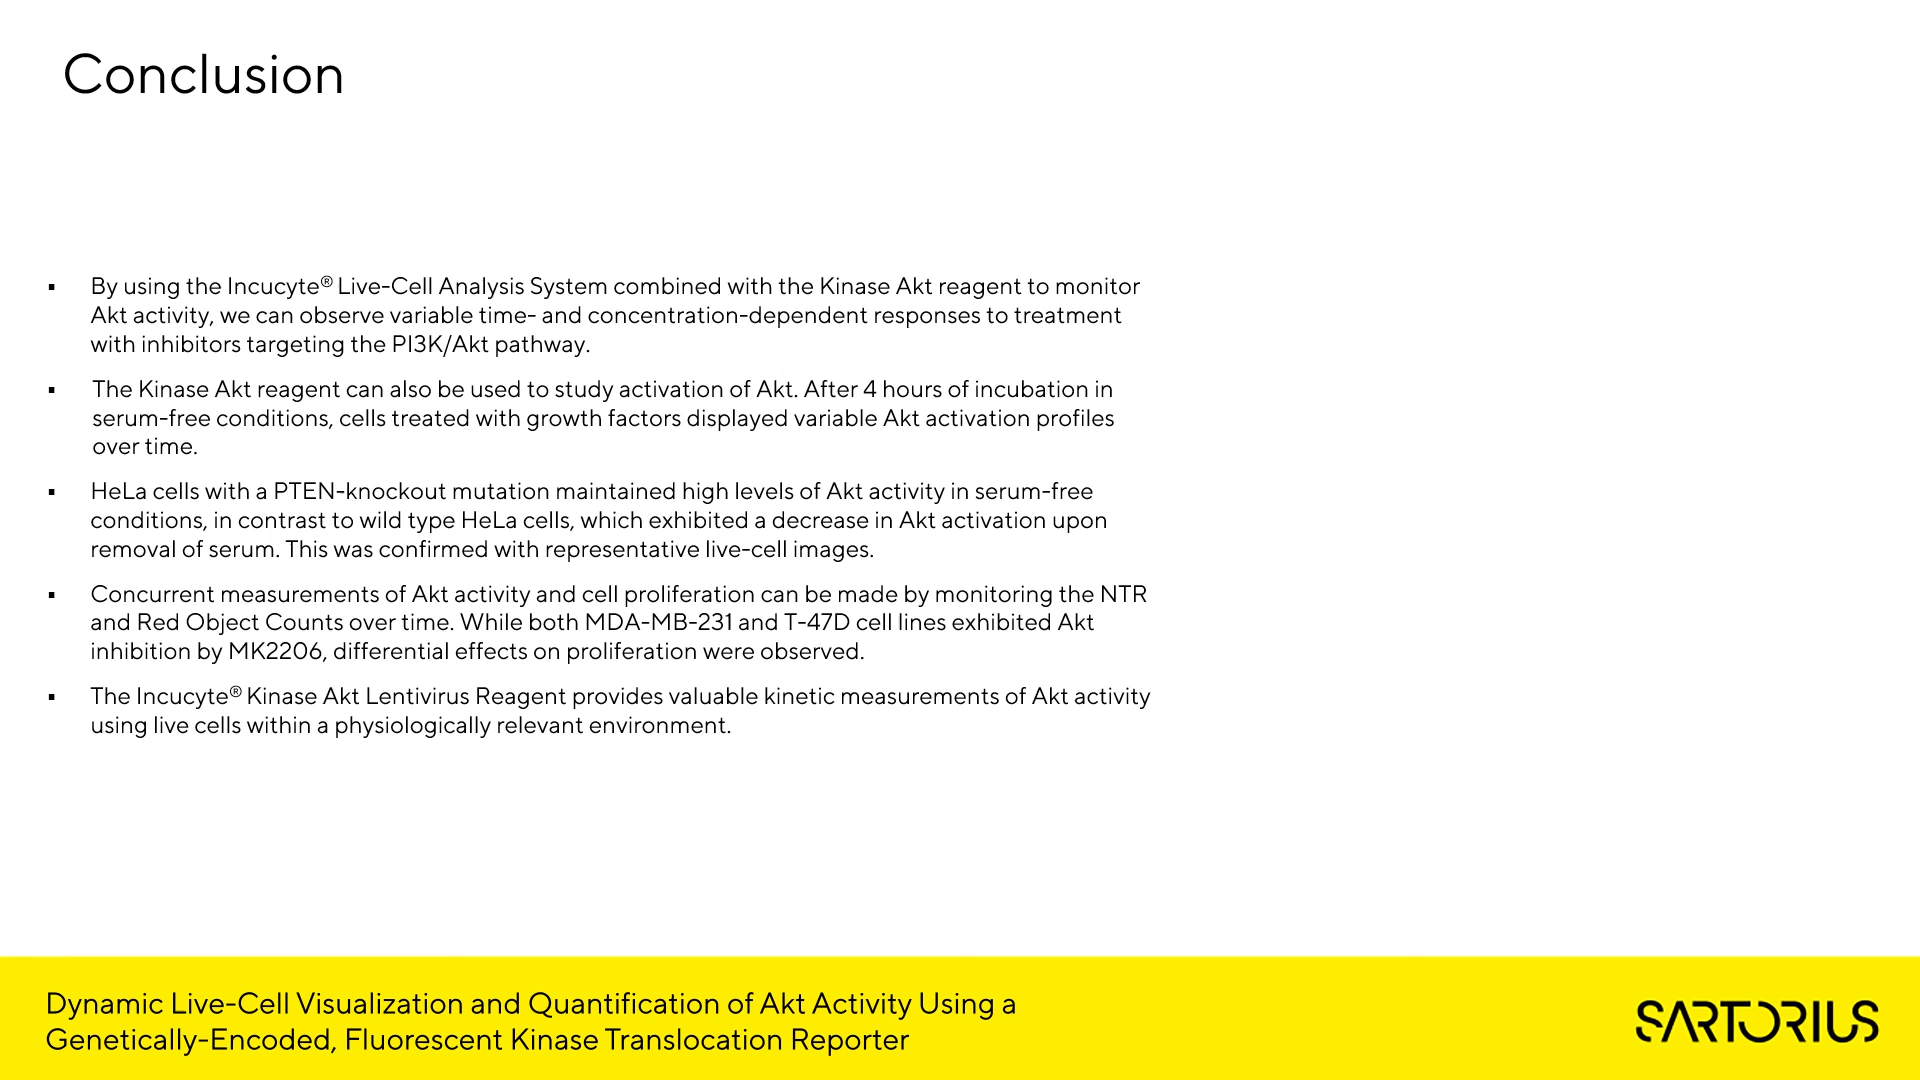 Conclusion
▪ By using the Incucyte® Live-Cell Analysis System combined with the Kinase Akt reagent to monitor
Akt activity, we can observe variable time- and concentration-dependent responses to treatment
with inhibitors targeting the PI3K/Akt pathway.
▪ The Kinase Akt reagent can also be used to study activation of Akt. After 4 hours of incubation in
serum-free conditions, cells treated with growth factors displayed variable Akt activation profiles
over time.
▪ HeLa cells with a PTEN-knockout mutation maintained high levels of Akt activity in serum-free
conditions, in contrast to wild type HeLa cells, which exhibited a decrease in Akt activation upon
removal of serum. This was confirmed with representative live-cell images.
▪ Concurrent measurements of Akt activity and cell proliferation can be made by monitoring the NTR
and Red Object Counts over time. While both MDA-MB-231 and T-47D cell lines exhibited Akt
inhibition by MK2206, differential effects on proliferation were observed.
▪ The Incucyte® Kinase Akt Lentivirus Reagent provides valuable kinetic measurements of Akt activity
using live cells within a physiologically relevant environment.
Dynamic Live-Cell Visualization and Quantification of Akt Activity Using a
Genetically-Encoded, Fluorescent Kinase Translocation Reporter
SARTORIUS